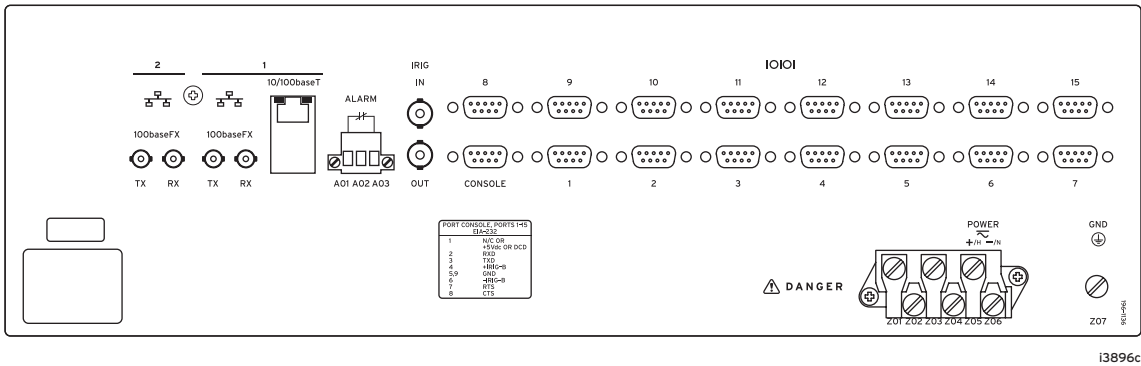 2 1 IRIG IOIOI
10/100baseT IN 8 9 10 11 12 13 14 15
ALARM
100baseFX 100baseFX
TX RX TX RX A01 A02 A03 OUT CONSOLE 1 2 3 4 5 6 7
PORT CONSOLE, PORTS 1-15
EIA-232
1 N/C OR
+5Vdc OR DCD
2 RXD
3 TXD
4 +IRIG-B
5,9 GND
6 -IRIG-B
7 RTS
8 CTS
POWER GND
+/H −/N
DANGER
Z01 Z02 Z03 Z04 Z05 Z06 Z07
196-1136
i3896c